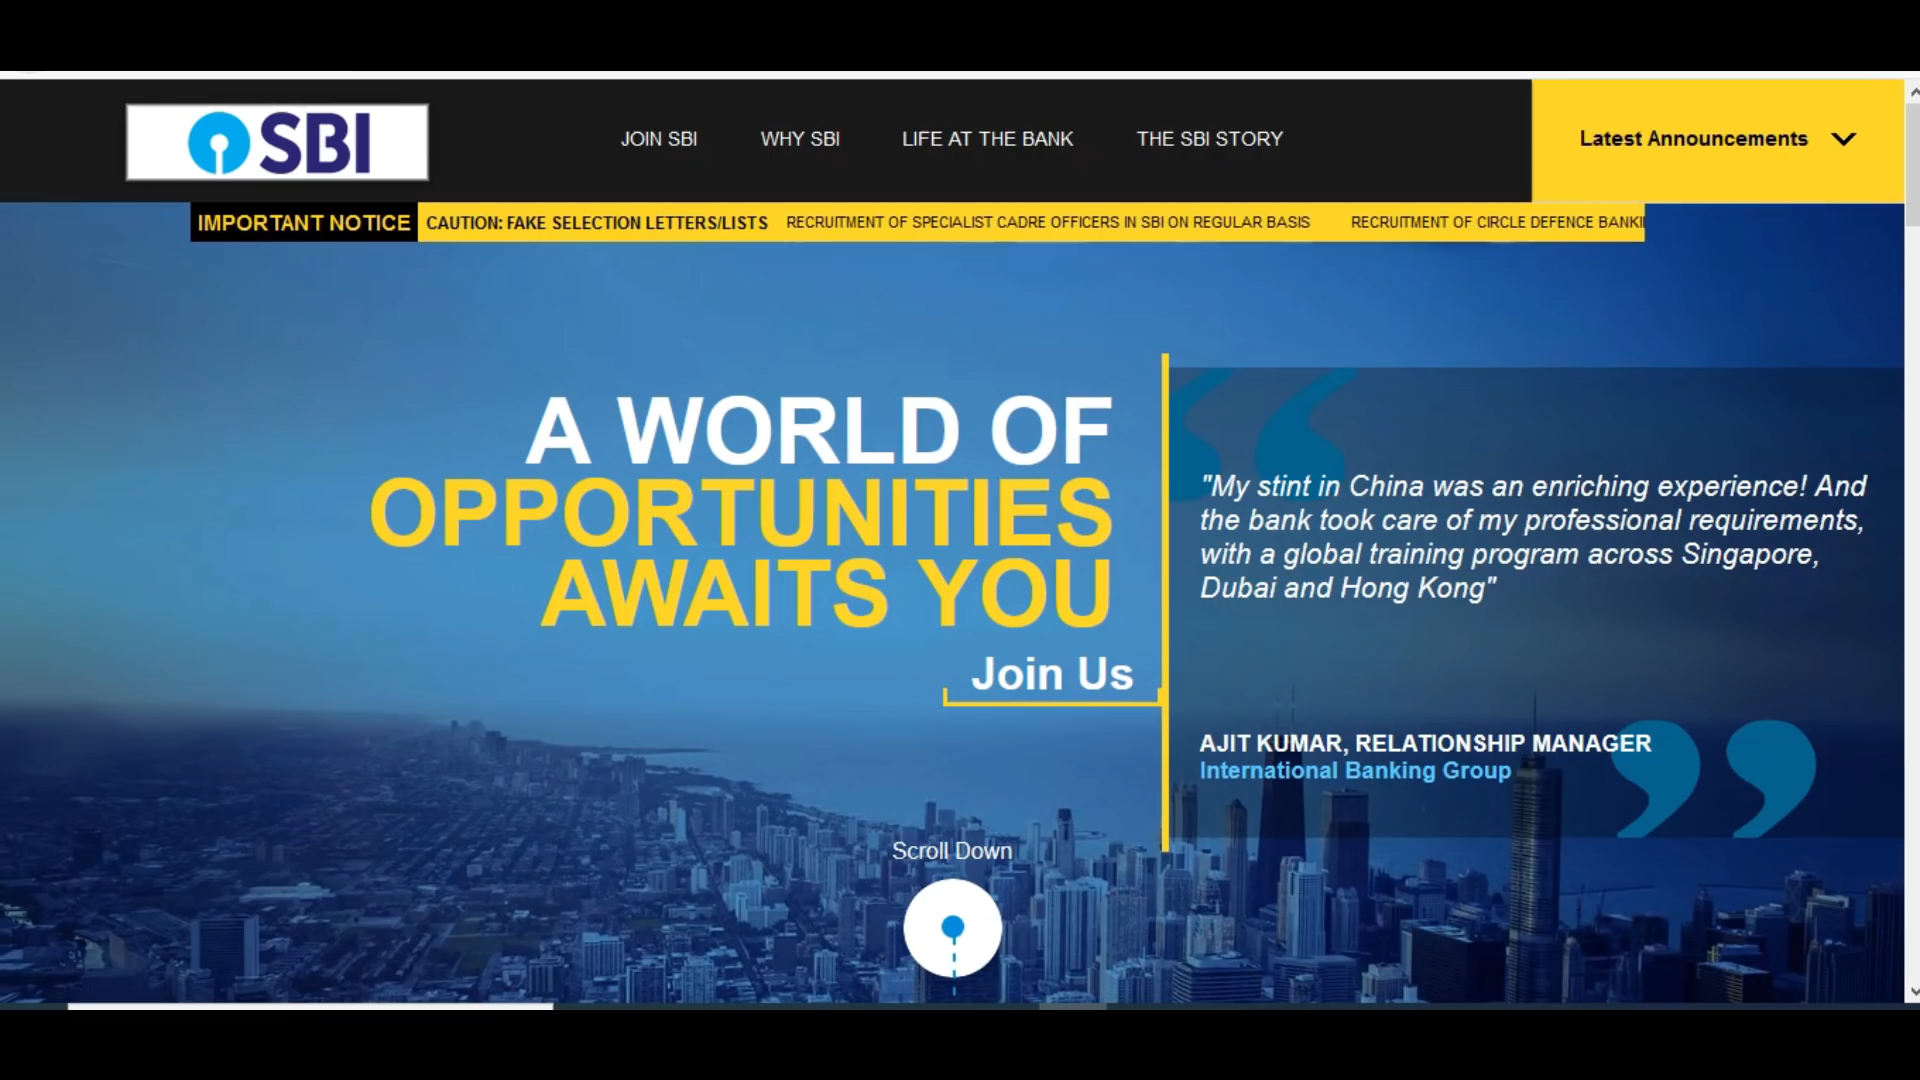 SBI
JOIN SBI
WHY SBI
LIFE AT THE BANK
THE SBI STORY
Latest Announcements
IMPORTANT NOTICE
CAUTION: FAKE SELECTION LETTERS/LISTS
RECRUITMENT OF SPECIALIST CADRE OFFICERS IN SBI ON REGULAR BASIS
RECRUITMENT OF CIRCLE DEFENCE
A WORLD OF
OPPORTUNITIES
AWAITS YOU
Join Us
"My stint in China was an enriching experience! And
the bank took care of my professional requirements,
with a global training program across Singapore,
Dubai and Hong Kong"
AJIT KUMAR, RELATIONSHIP MANAGER
International Banking Group
Scroll Down